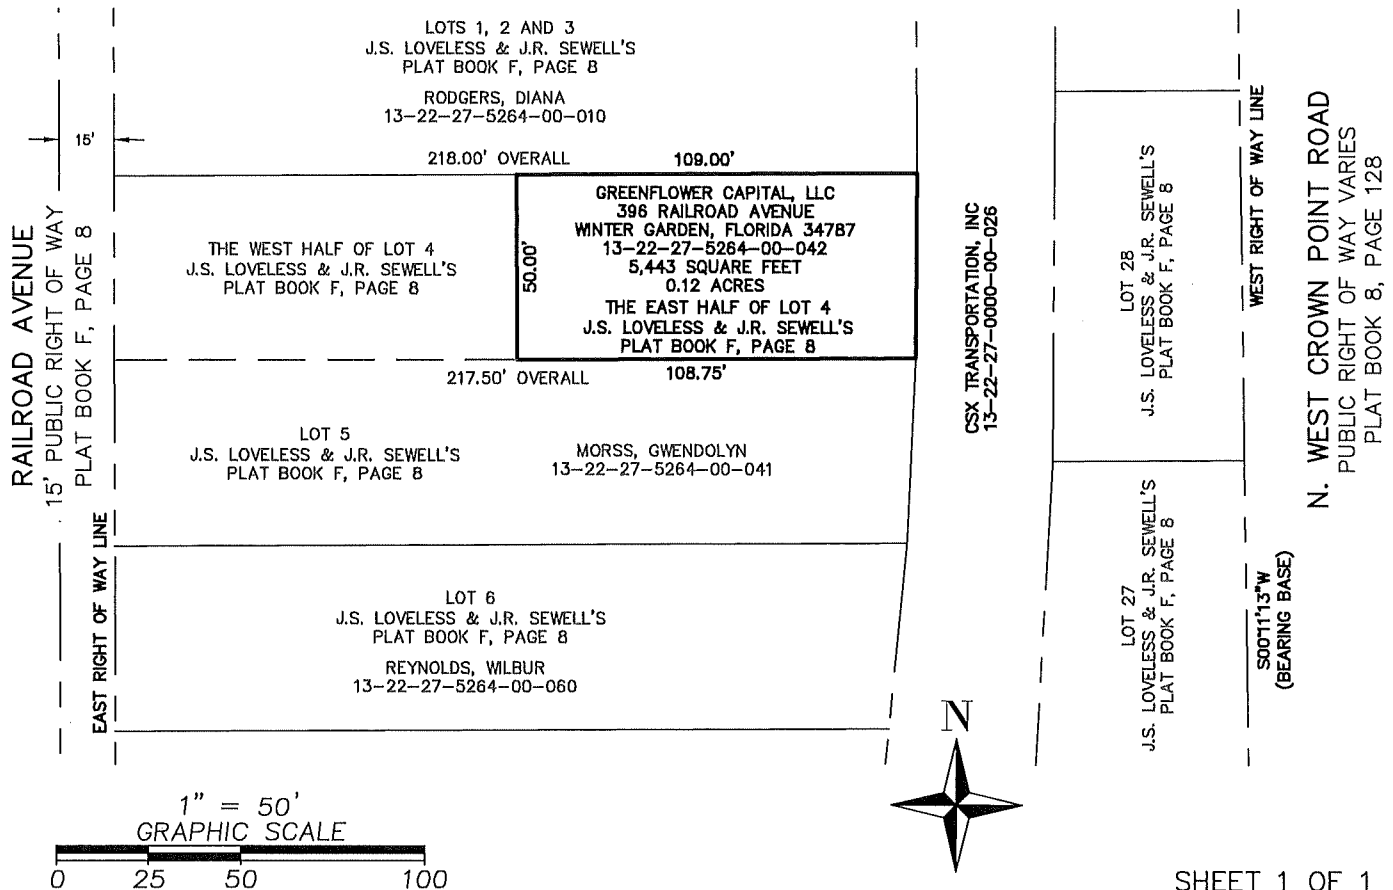 LOTS 1, 2 AND 3
J.S. LOVELESS & J.R. SEWELL'S
PLAT BOOK F, PAGE 8
RODGERS, DIANA
13-22-27-5264-00-010
15'
218.00' OVERALL
109.00'
RAILROAD AVENUE
15' PUBLIC RIGHT OF WAY
PLAT BOOK F, PAGE 8
THE WEST HALF OF LOT 4
J.S. LOVELESS & J.R. SEWELL'S
PLAT BOOK F, PAGE 8
50.00'
GREENFLOWER CAPITAL, LLC
396 RAILROAD AVENUE
WINTER GARDEN, FLORIDA 34787
13-22-27-5264-00-042
5,443 SQUARE FEET
0.12 ACRES
THE EAST HALF OF LOT 4
J.S. LOVELESS & J.R. SEWELL'S
PLAT BOOK F, PAGE 8
217.50' OVERALL
108.75'
CSX TRANSPORTATION, INC
13-22-27-0000-00-026
LOT 28
J.S. LOVELESS & J.R. SEWELL'S
PLAT BOOK F, PAGE 8
WEST RIGHT OF WAY LINE
N. WEST CROWN POINT ROAD
PUBLIC RIGHT OF WAY VARIES
PLAT BOOK 8, PAGE 128
LOT 5
J.S. LOVELESS & J.R. SEWELL'S
PLAT BOOK F, PAGE 8
MORSS, GWENDOLYN
13-22-27-5264-00-041
EAST RIGHT OF WAY LINE
LOT 6
J.S. LOVELESS & J.R. SEWELL'S
PLAT BOOK F, PAGE 8
REYNOLDS, WILBUR
13-22-27-5264-00-060
LOT 27
J.S. LOVELESS & J.R. SEWELL'S
PLAT BOOK F, PAGE 8
S00°11'13"W
(BEARING BASE)
N
1" = 50'
GRAPHIC SCALE
0 25 50 100
SHEET 1 OF 1